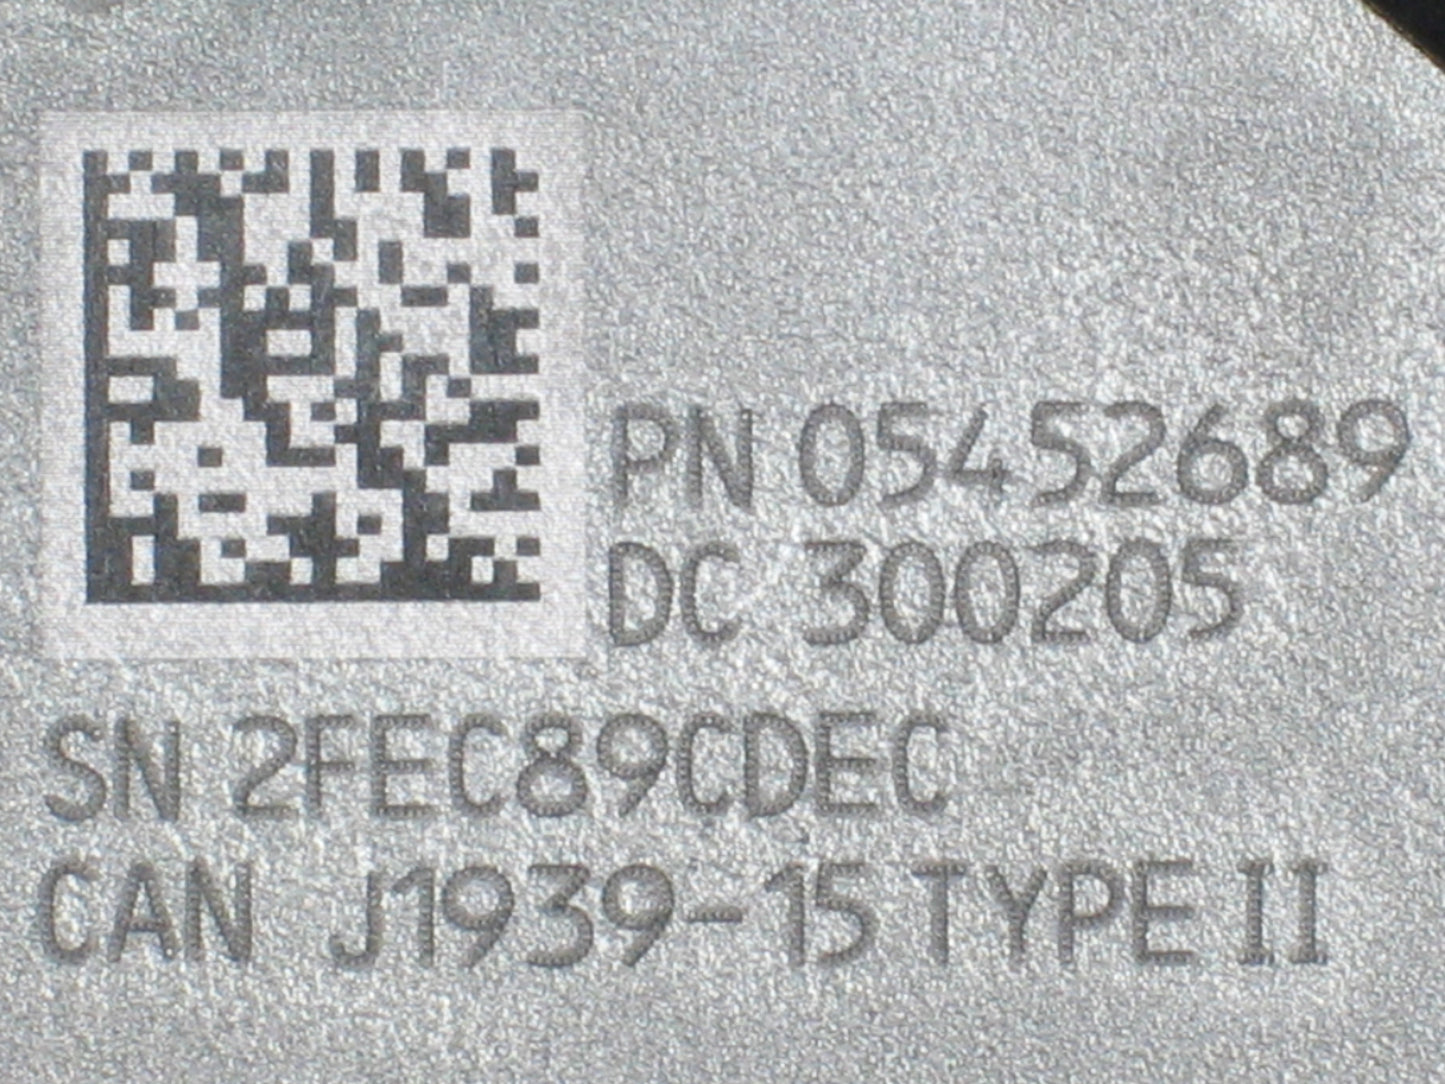 PN 05452689
DC 300205
SN 2FEC89CDEC
CAN J1939-15 TYPE II